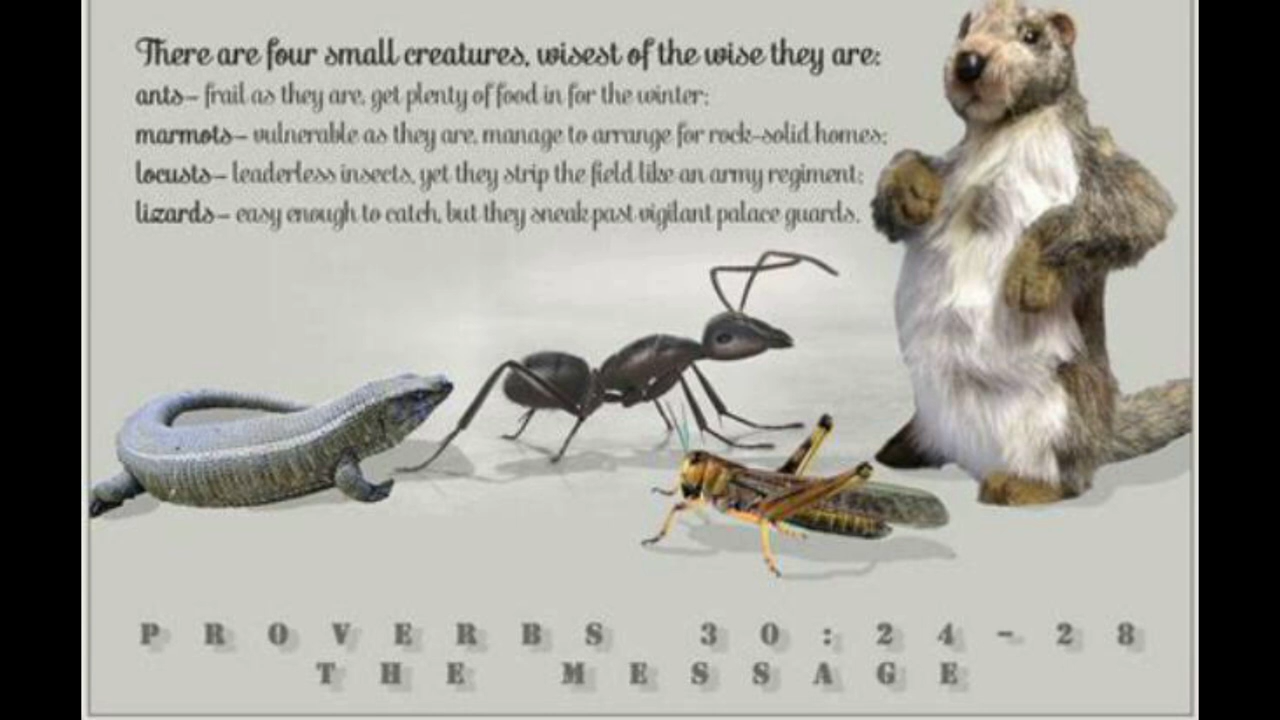 There are four small creatures, wisest of the wise they are:
ants— frail as they are, get plenty of food in for the winter;
marmots— vulnerable as they are, manage to arrange for rock-solid homes;
locusts— leaderless insects, yet they strip the field like an army regiment;
lizards— easy enough to catch, but they sneak past vigilant palace guards.
PROVERBS 30:24-28
THE MESSAGE